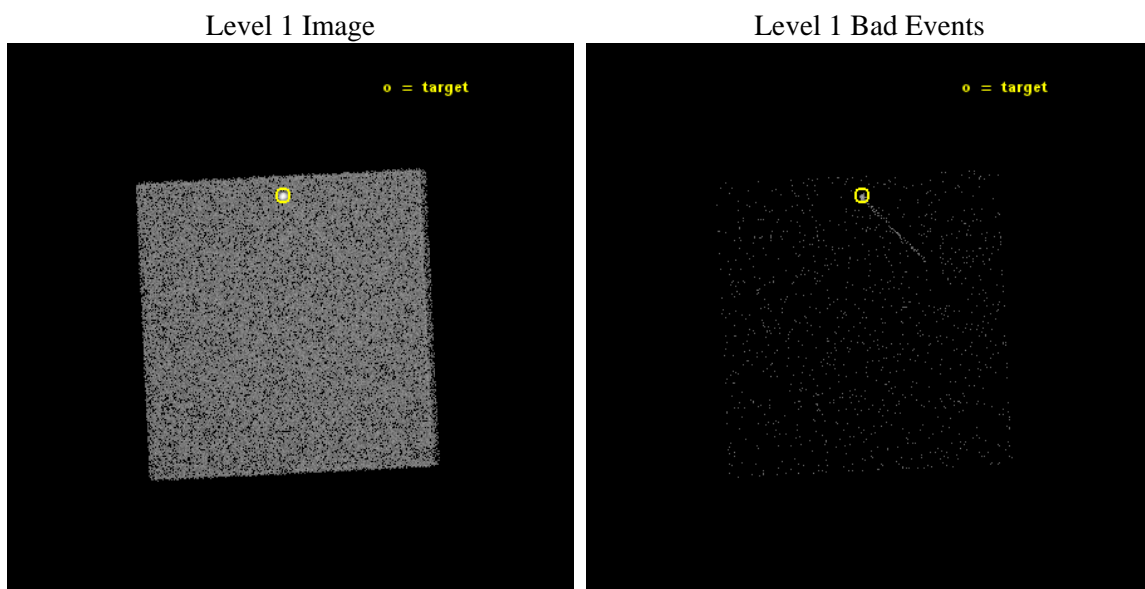 Level 1 Image
Level 1 Bad Events
o = target
o = target